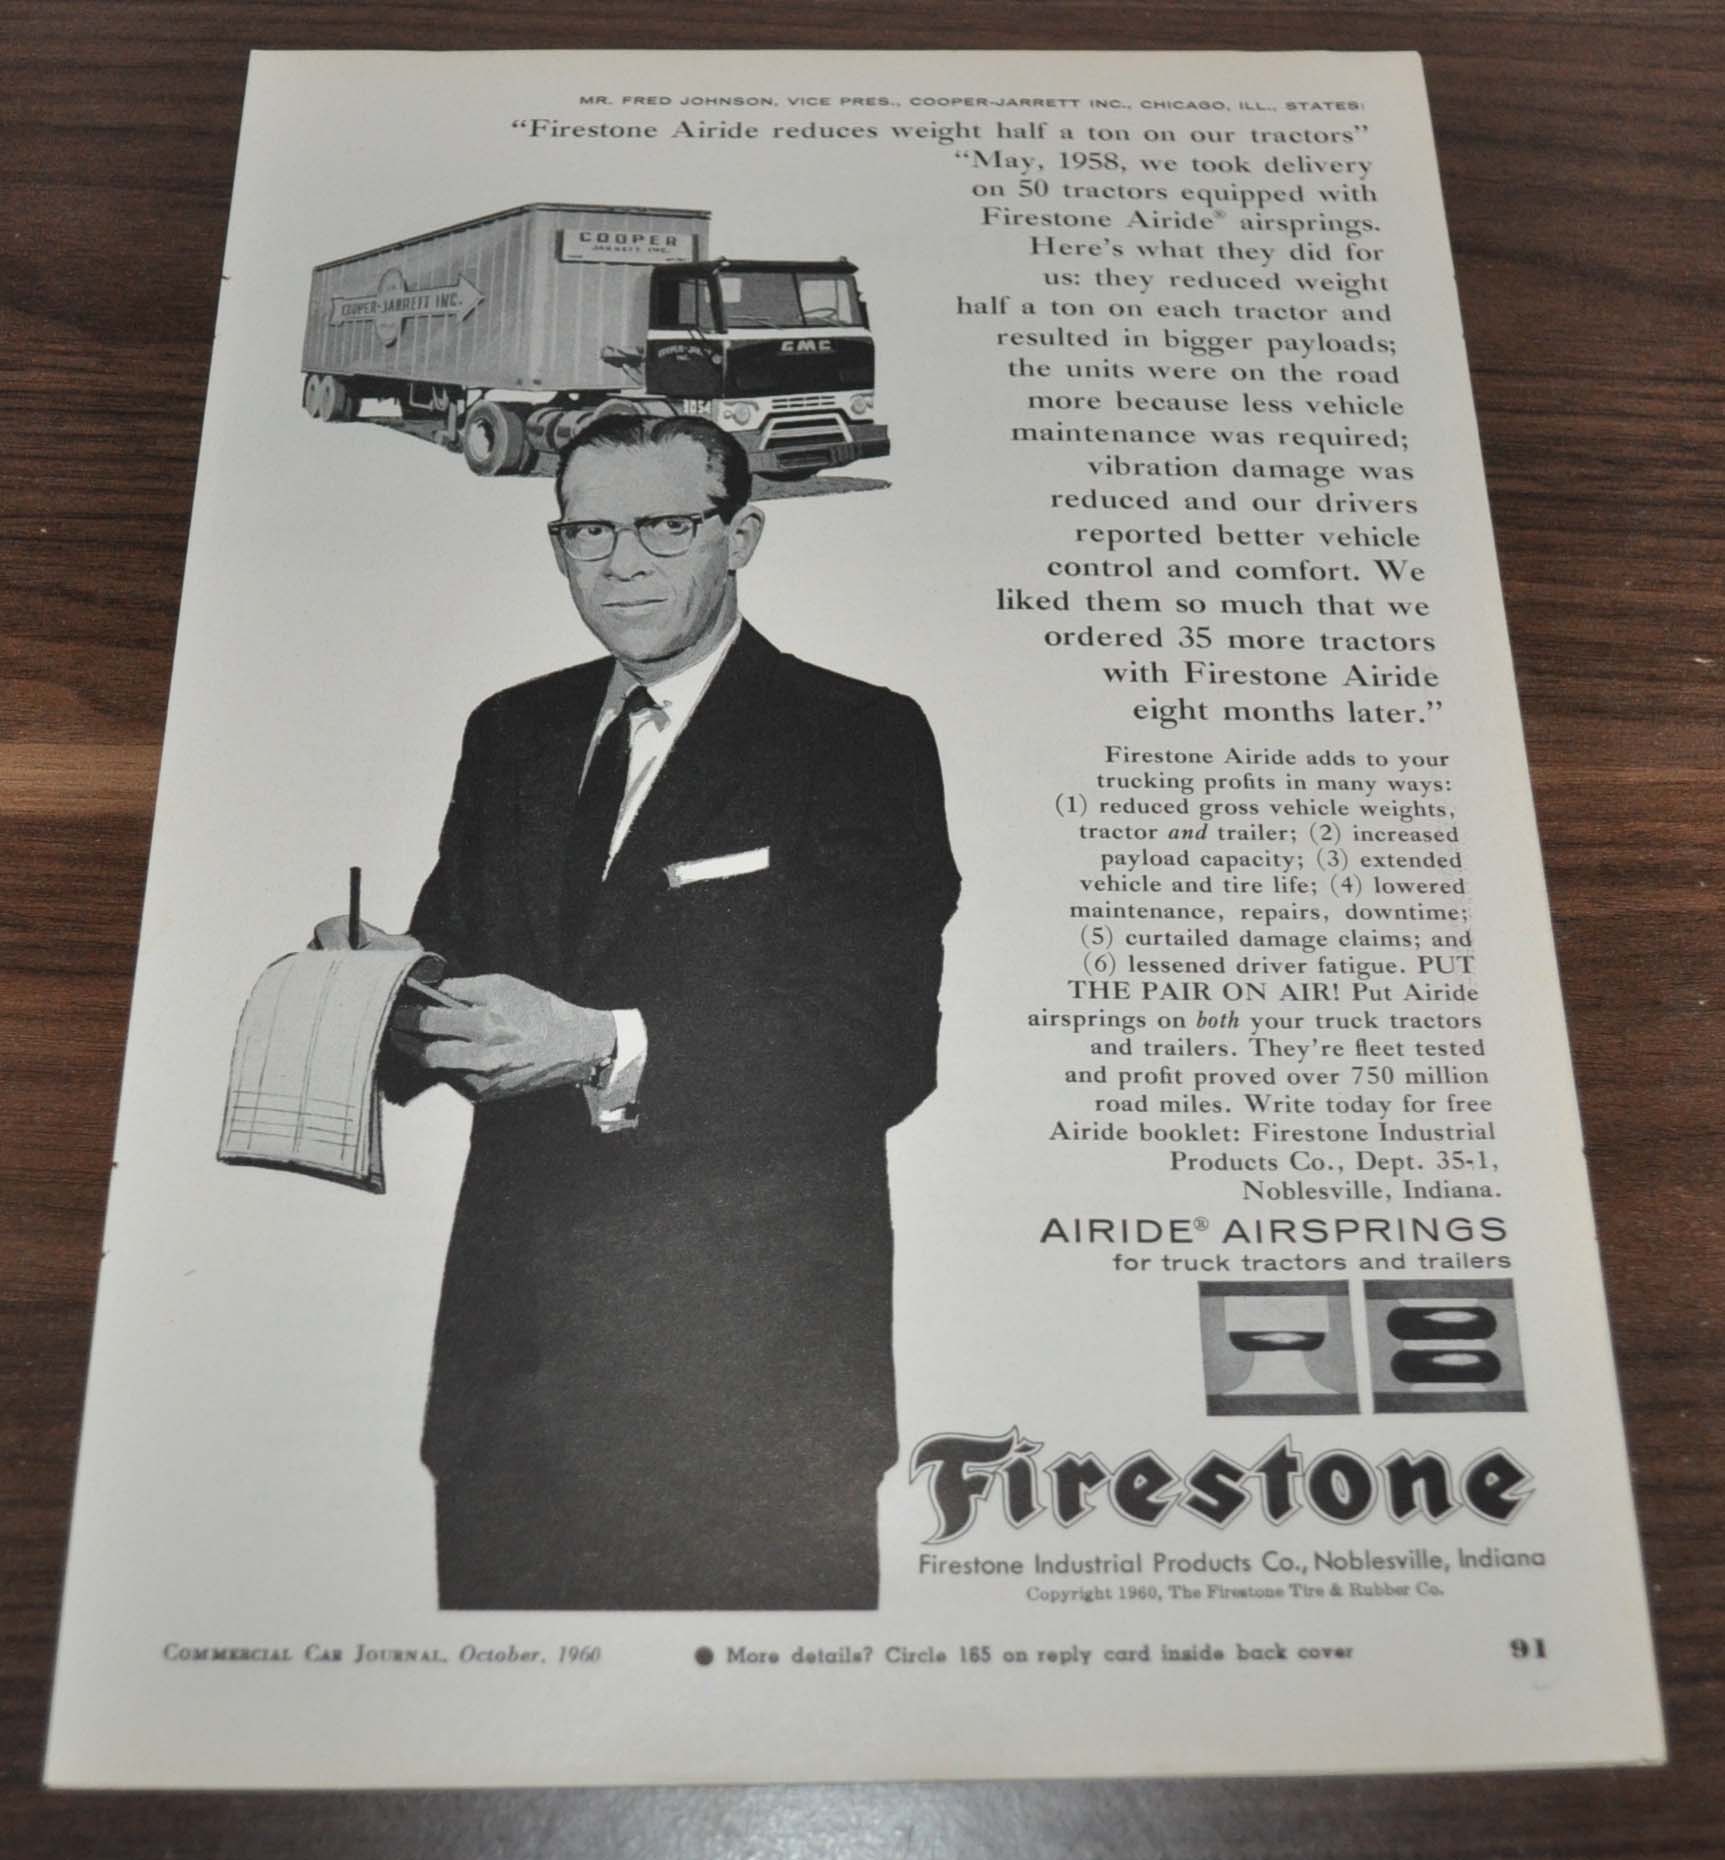 MR. FRED JOHNSON, VICE PRES., COOPER-JARRETT INC., CHICAGO, ILL., STATES:
“Firestone Airide reduces weight half a ton on our tractors”
“May, 1958, we took delivery
on 50 tractors equipped with
Firestone Airide® airsprings.
Here's what they did for
us: they reduced weight
half a ton on each tractor and
resulted in bigger payloads;
the units were on the road
more because less vehicle
maintenance was required;
vibration damage was
reduced and our drivers
reported better vehicle
control and comfort. We
liked them so much that we
ordered 35 more tractors
with Firestone Airide
eight months later.”
COOPER
JARRETT INC.
COOPER-JARRETT INC.
GMC
COOPER-JARRETT
INC.
1054
Firestone Airide adds to your
trucking profits in many ways:
(1) reduced gross vehicle weights,
tractor and trailer; (2) increased
payload capacity; (3) extended
vehicle and tire life; (4) lowered
maintenance, repairs, downtime;
(5) curtailed damage claims; and
(6) lessened driver fatigue. PUT
THE PAIR ON AIR! Put Airide
airsprings on both your truck tractors
and trailers. They're fleet tested
and profit proved over 750 million
road miles. Write today for free
Airide booklet: Firestone Industrial
Products Co., Dept. 35-1,
Noblesville, Indiana.
AIRIDE® AIRSPRINGS
for truck tractors and trailers
Firestone
Firestone Industrial Products Co., Noblesville, Indiana
Copyright 1960, The Firestone Tire & Rubber Co.
COMMERCIAL CAR JOURNAL, October, 1960
● More details? Circle 165 on reply card inside back cover
91